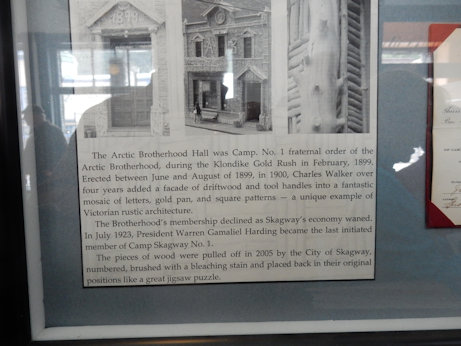 1899
The Arctic Brotherhood Hall was Camp. No. 1 fraternal order of the
Arctic Brotherhood, during the Klondike Gold Rush in February, 1899.
Erected between June and August of 1899, in 1900, Charles Walker over
four years added a facade of driftwood and tool handles into a fantastic
mosaic of letters, gold pan, and square patterns — a unique example of
Victorian rustic architecture.
The Brotherhood's membership declined as Skagway's economy waned.
In July 1923, President Warren Gamaliel Harding became the last initiated
member of Camp Skagway No. 1.
The pieces of wood were pulled off in 2005 by the City of Skagway,
numbered, brushed with a bleaching stain and placed back in their original
positions like a great jigsaw puzzle.